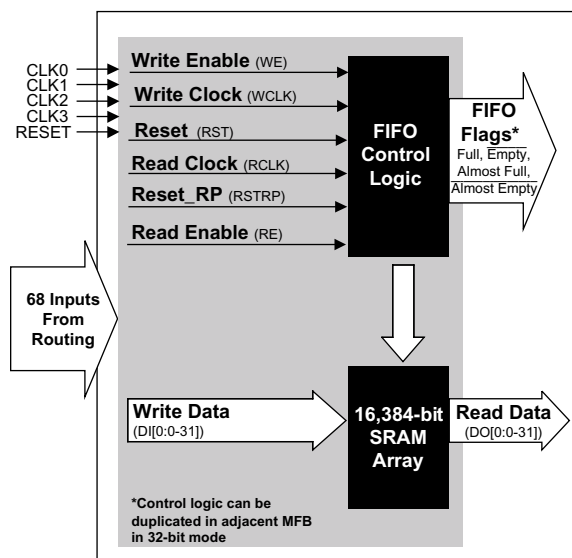 CLK0
CLK1
CLK2
CLK3
RESET
Write Enable (WE)
Write Clock (WCLK)
Reset (RST)
Read Clock (RCLK)
Reset_RP (RSTRP)
Read Enable (RE)
FIFO
Control
Logic
FIFO
Flags*
Full, Empty,
Almost Full,
Almost Empty
68 Inputs
From
Routing
Write Data
(DI[0:0-31])
16,384-bit
SRAM
Array
Read Data
(DO[0:0-31])
*Control logic can be
duplicated in adjacent MFB
in 32-bit mode